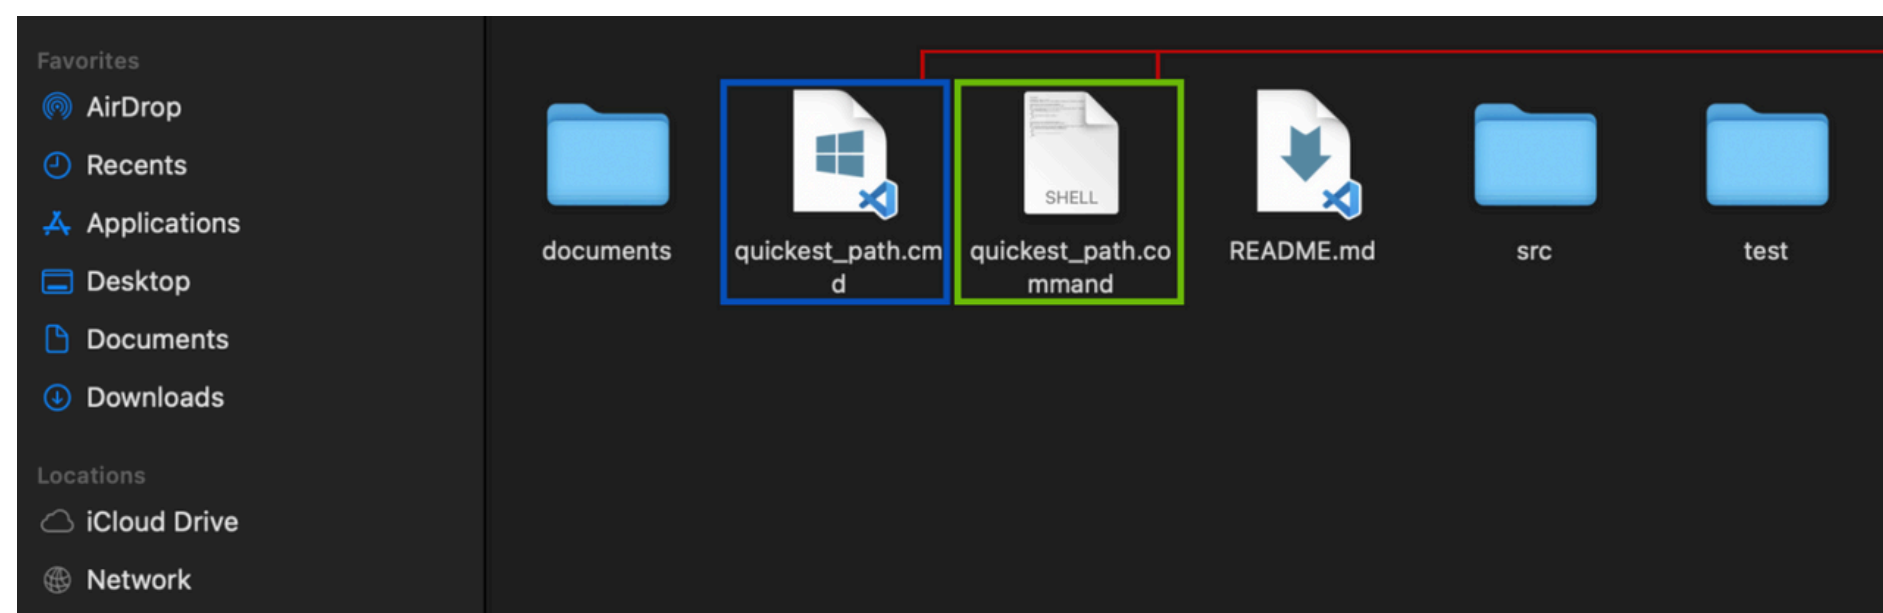 Favorites
AirDrop
Recents
Applications
Desktop
Documents
Downloads
Locations
iCloud Drive
Network
documents
quickest_path.cm
d
SHELL
quickest_path.co
mmand
README.md
src
test